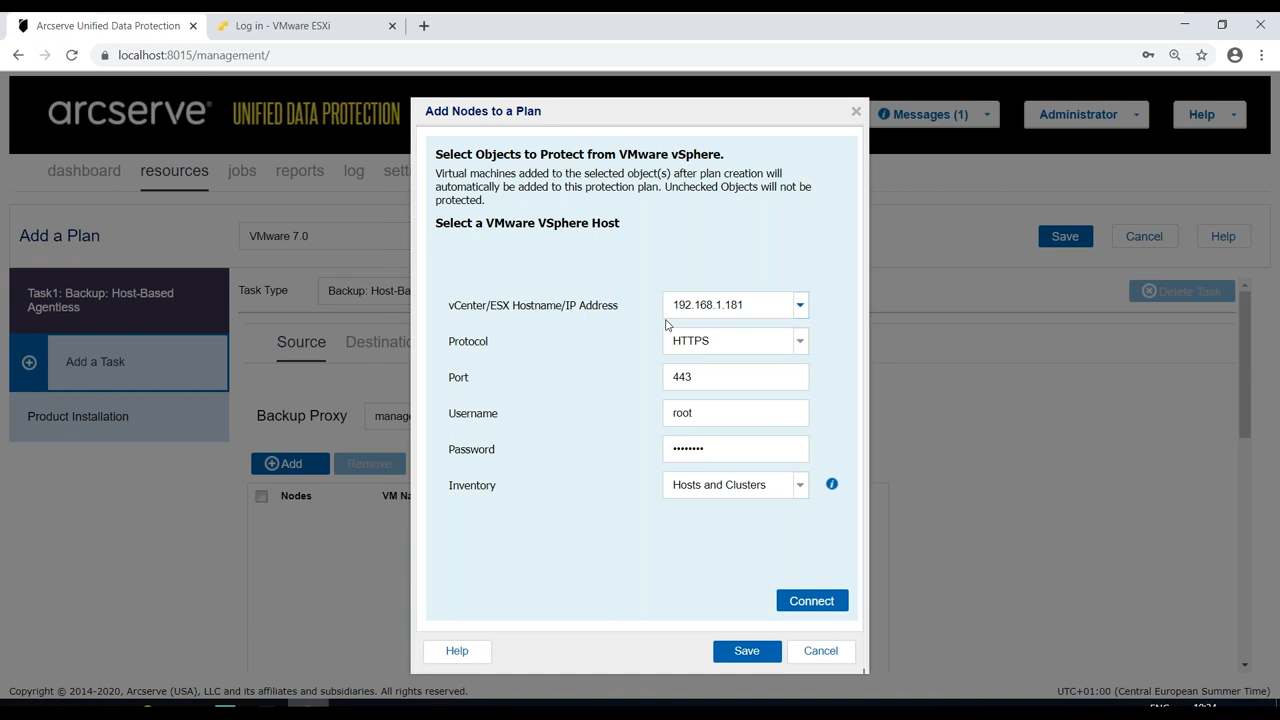 Arcserve Unified Data Protection
Log in - VMware ESXi
localhost:8015/management/
arcserve® UNIFIED DATA PROTECTION
Messages (1)
Administrator
Help
dashboard resources jobs reports log
Add a Plan
VMware 7.0
Save
Cancel
Help
Task1: Backup: Host-Based
Agentless
Add a Task
Product Installation
Task Type
Backup: Host-Ba
Delete Task
Source
Backup Proxy
Add
Remove
Nodes
Add Nodes to a Plan
Select Objects to Protect from VMware vSphere.
Virtual machines added to the selected object(s) after plan creation will
automatically be added to this protection plan. Unchecked Objects will not be
protected.
Select a VMware VSphere Host
vCenter/ESX Hostname/IP Address 192.168.1.181
Protocol HTTPS
Port 443
Username root
Password ••••••••
Inventory Hosts and Clusters
Connect
Help
Save
Cancel
Copyright © 2014-2020, Arcserve (USA), LLC and its affiliates and subsidiaries. All rights reserved.
UTC+01:00 (Central European Summer Time)